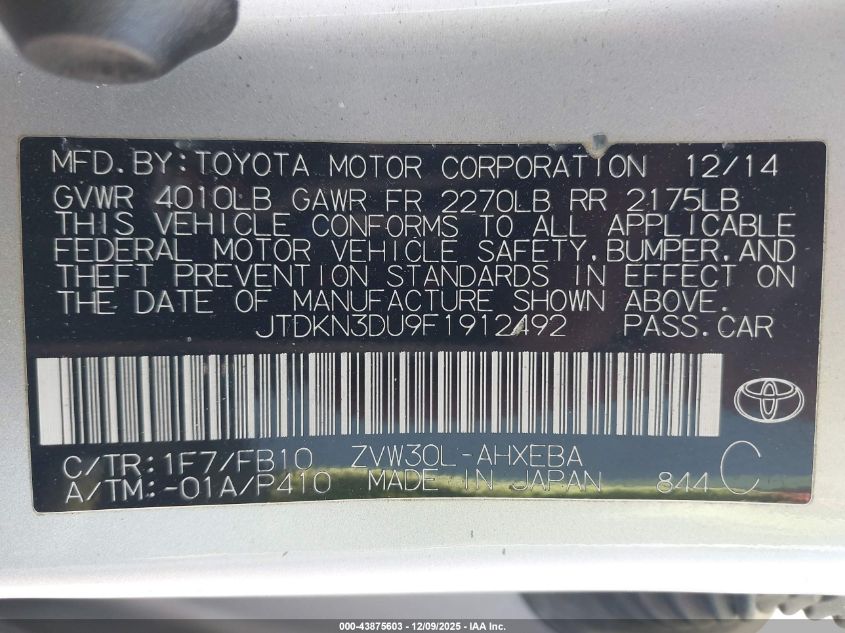 MFD.BY:TOYOTA MOTOR CORPORATION 12/14
GVWR 4010LB GAWR FR 2270LB RR 2175LB
THIS VEHICLE CONFORMS TO ALL APPLICABLE
FEDERAL MOTOR VEHICLE SAFETY,BUMPER,AND
THEFT PREVENTION STANDARDS IN EFFECT ON
THE DATE OF MANUFACTURE SHOWN ABOVE.
JTDKN3DU9F1912492 PASS.CAR
C/TR:1F7/FB10 ZVW30L-AHXEBA
A/TM:-01A/P410 MADE IN JAPAN 844 C
000-43875603 - 12/09/2025 - IAA Inc.